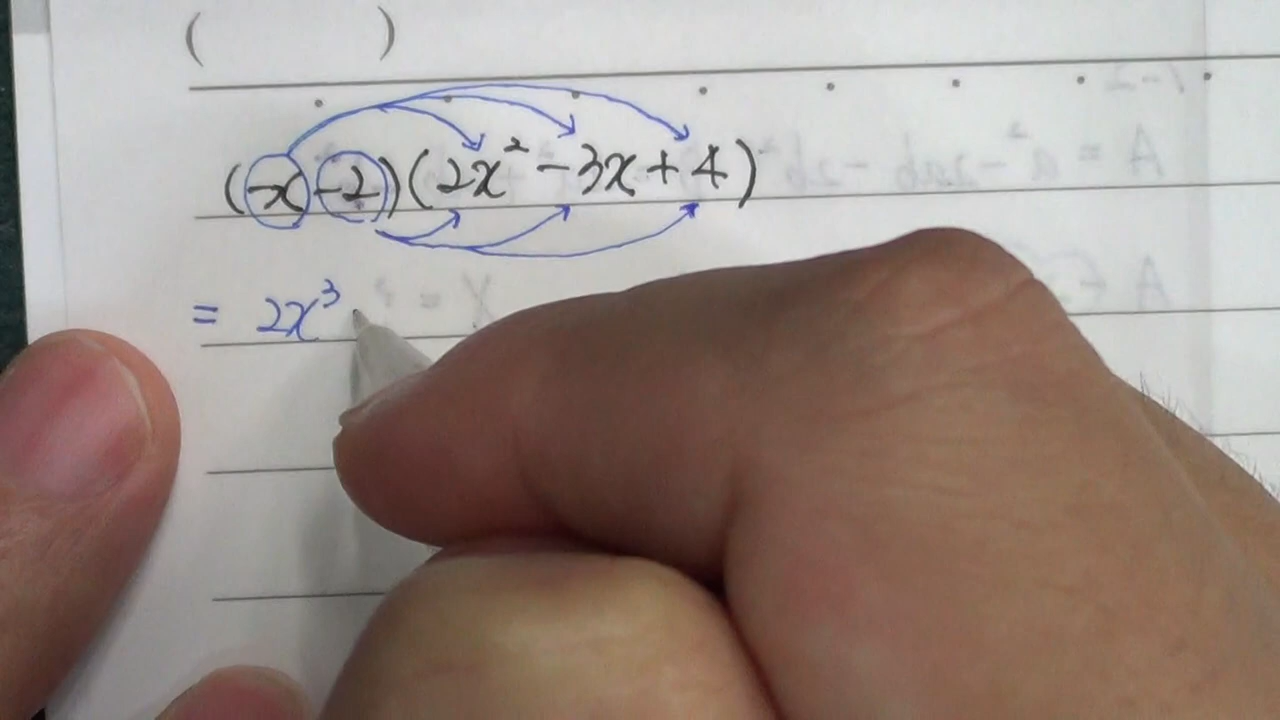 (          )
(-x-2)(2x²-3x+4)
= 2x³